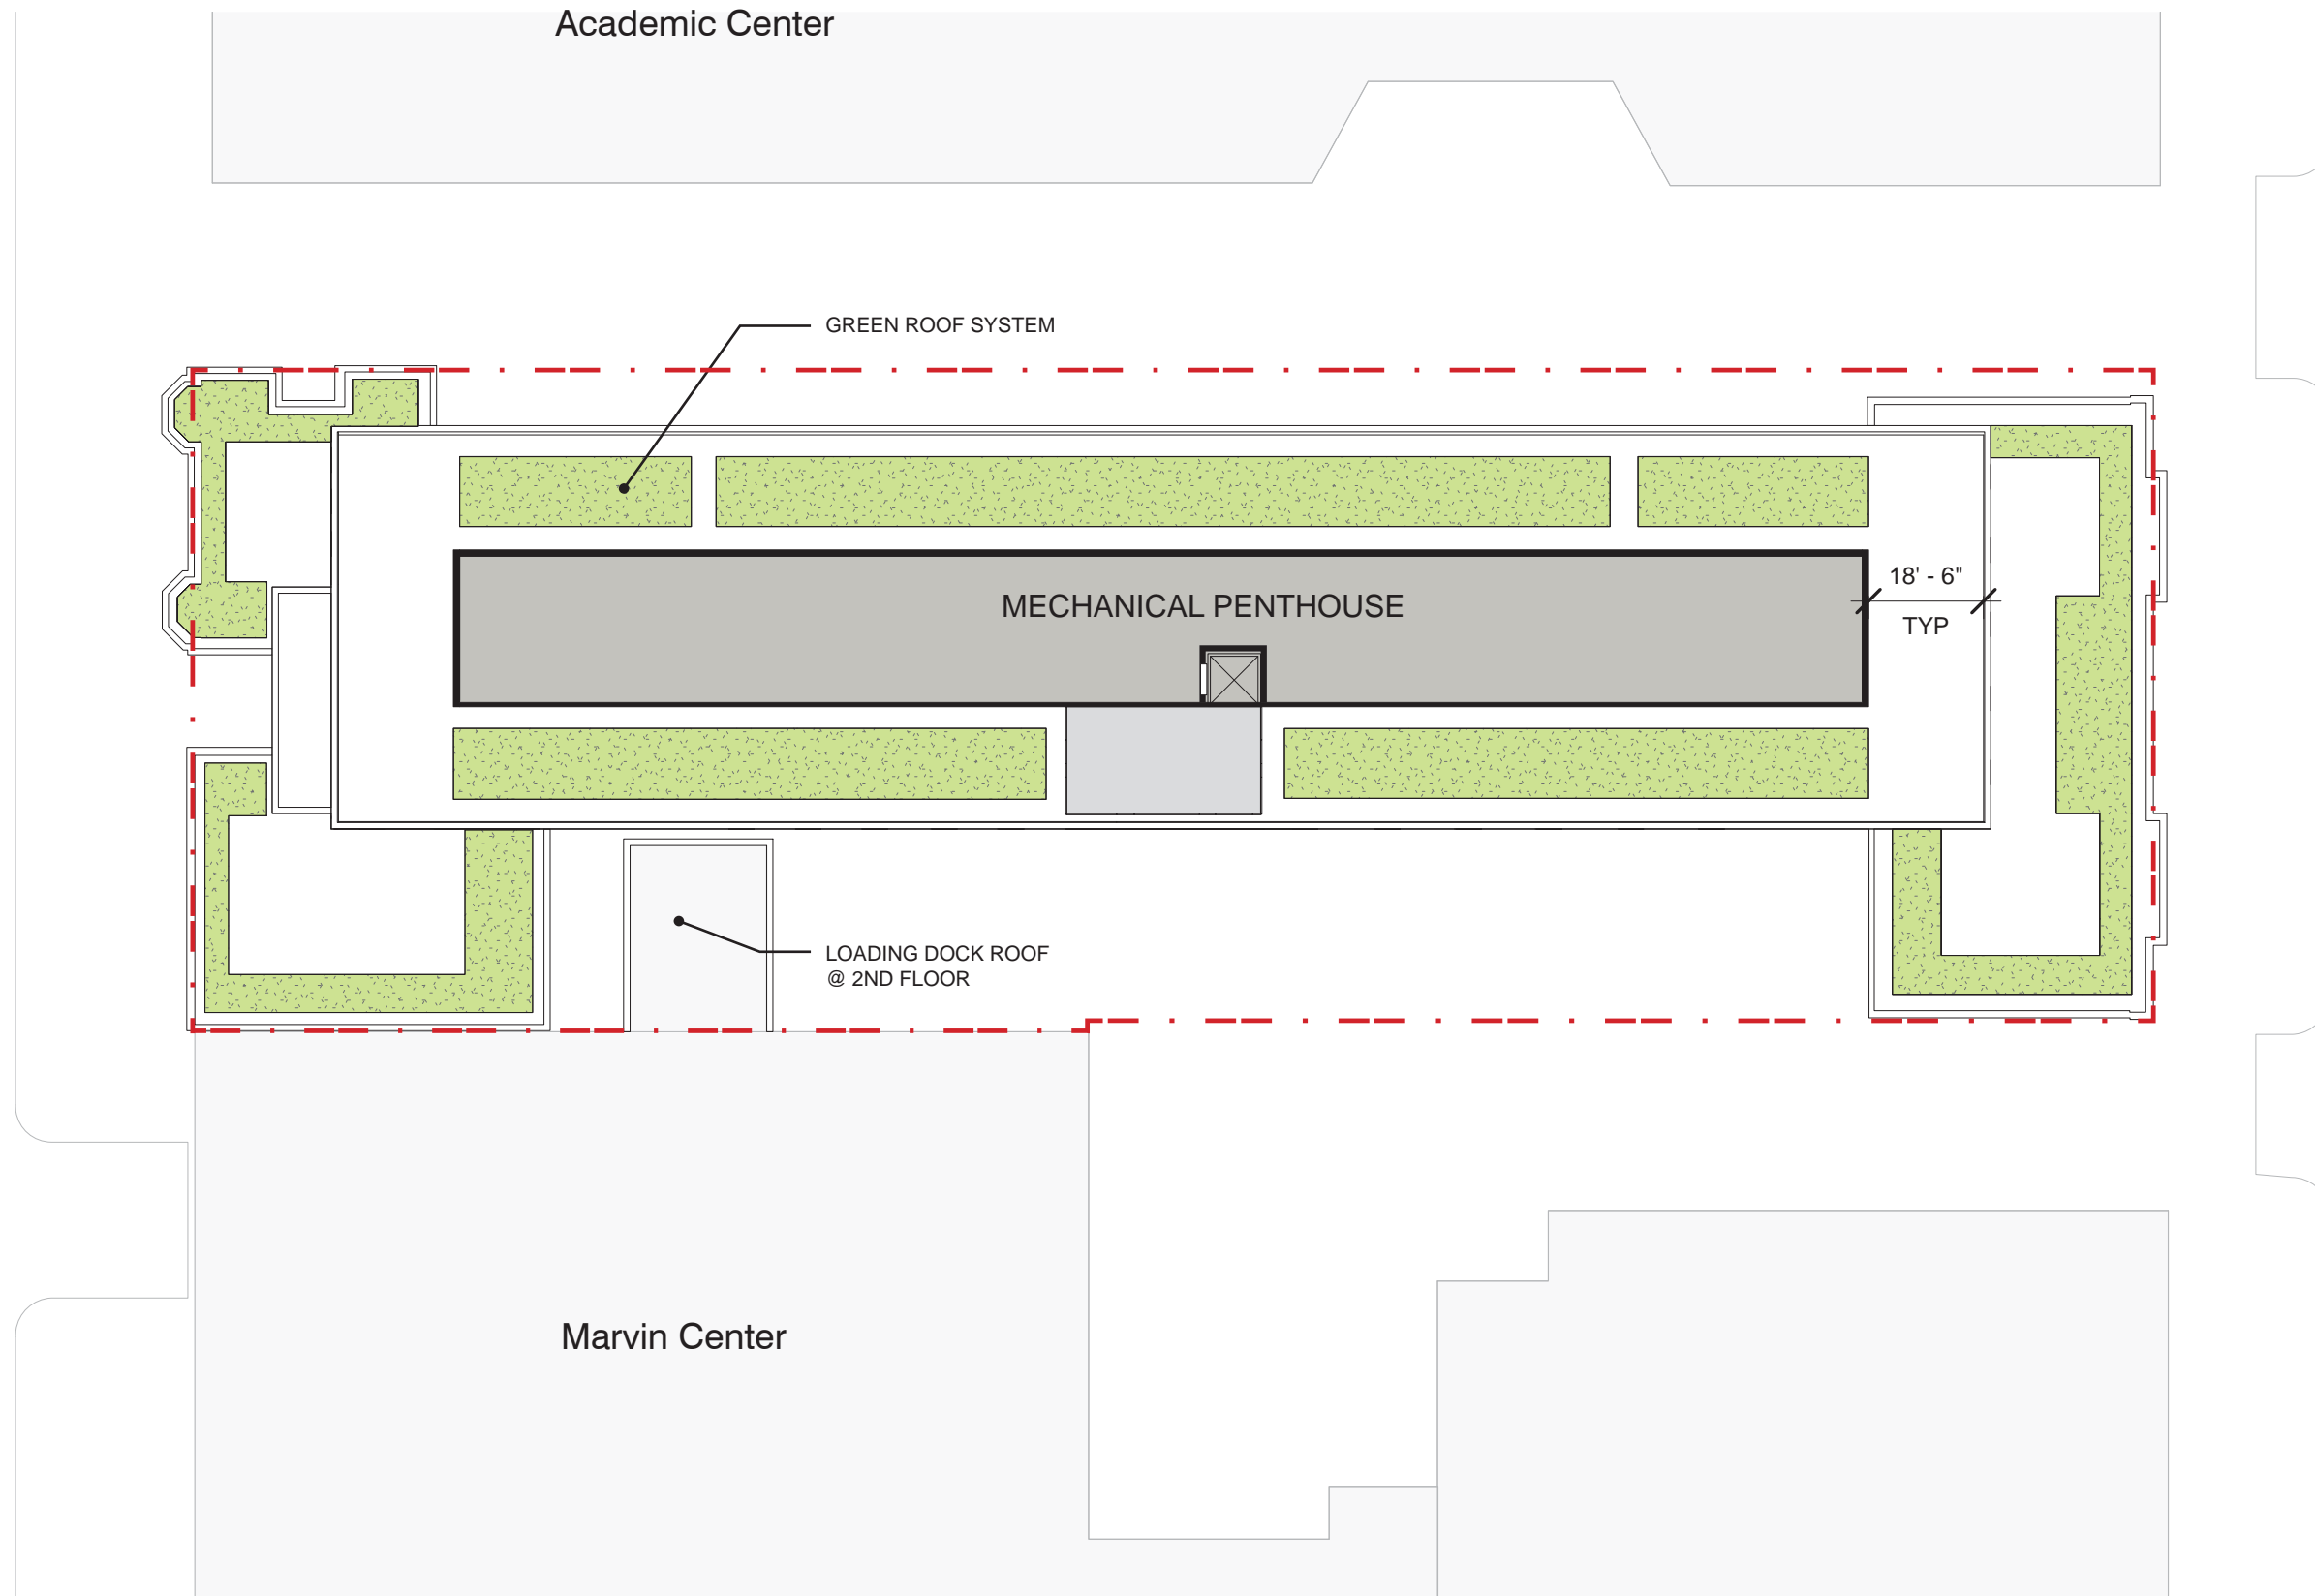 Academic Center
GREEN ROOF SYSTEM
MECHANICAL PENTHOUSE
18' - 6"
TYP
LOADING DOCK ROOF
@ 2ND FLOOR
Marvin Center